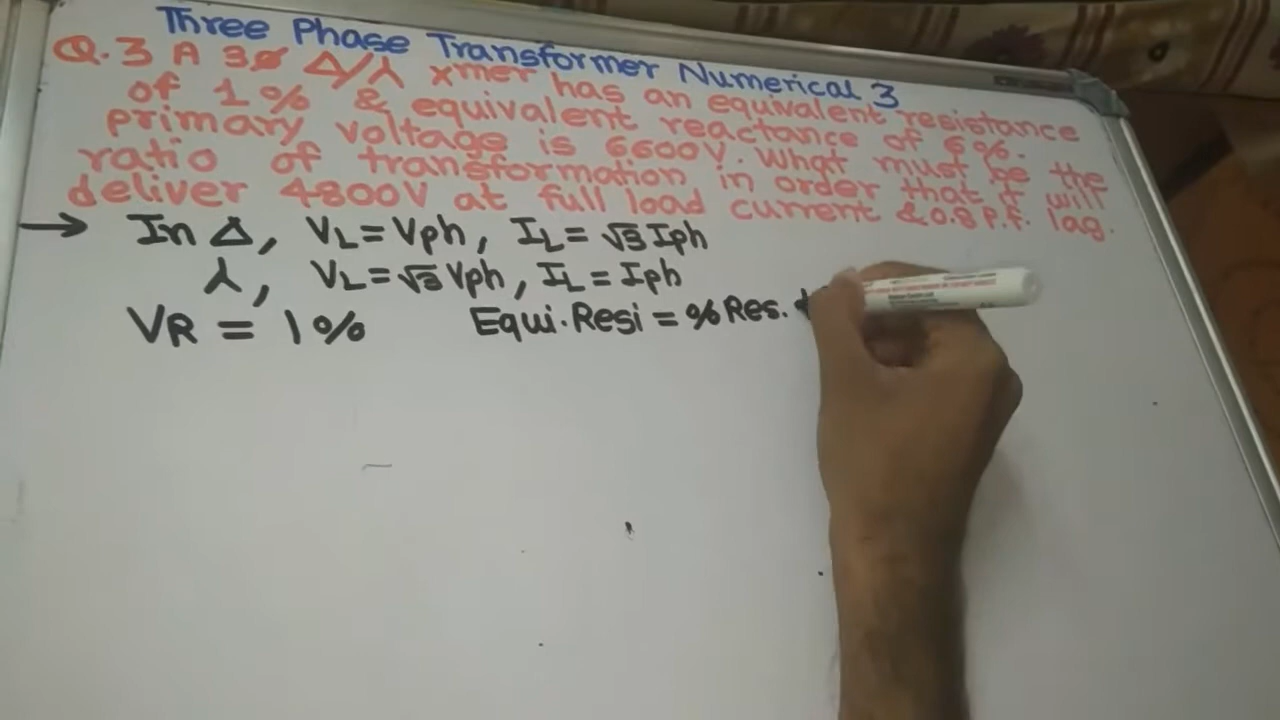 Three Phase Transformer Numerical 3
Q.3 A 3ø Δ/⅄ xmer has an equivalent resistance
of 1% & equivalent reactance of 6%.
primary voltage is 6600V. What must be the
ratio of transformation in order that it will
deliver 4800V at full load current & 0.8 P.f. lag.
→ In Δ, VL = Vph, IL = √3 Iph
⅄, VL = √3 Vph, IL = Iph
VR = 1% Equi. Resi = % Res.